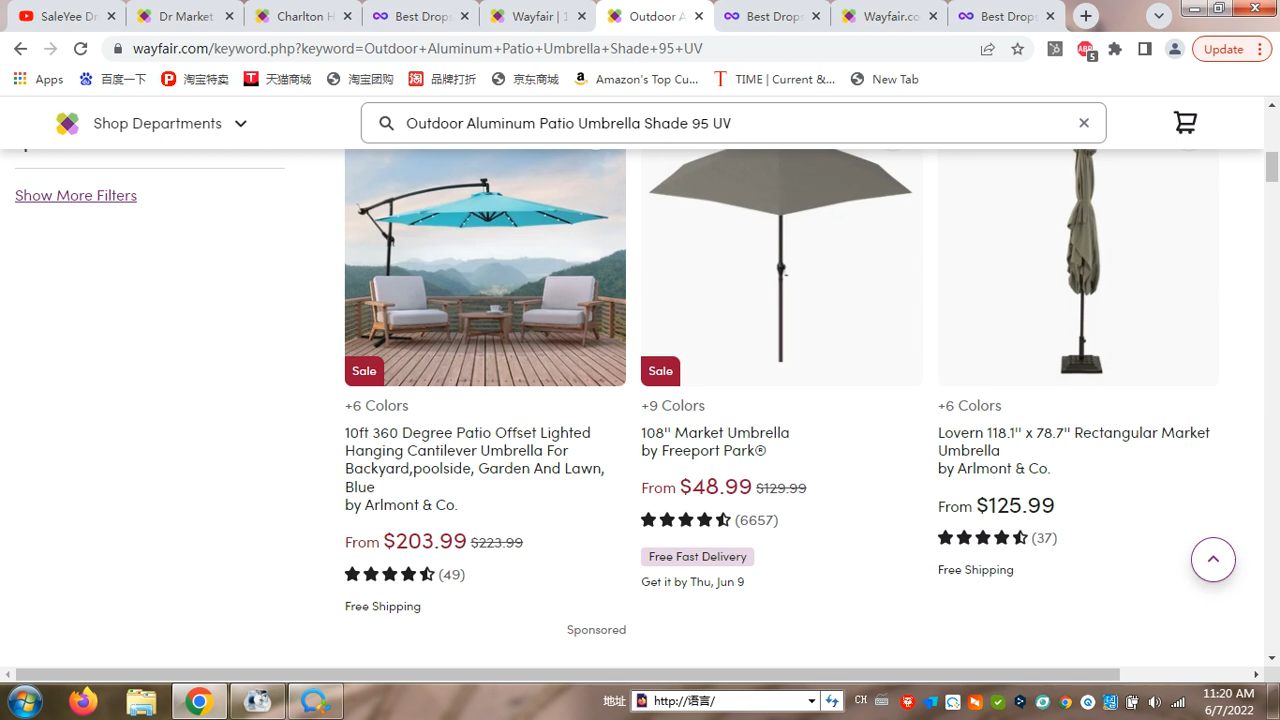 SaleYee Dr
Dr Market
Charlton H
Best Drops
Wayfair |
Outdoor A
Best Drops
Wayfair.co
Best Drops
wayfair.com/keyword.php?keyword=Outdoor+Aluminum+Patio+Umbrella+Shade+95+UV
ABP
5
Update
Apps
百度一下
淘宝特卖
天猫商城
淘宝团购
品牌打折
京东商城
Amazon's Top Cu...
TIME | Current &...
New Tab
Shop Departments
Outdoor Aluminum Patio Umbrella Shade 95 UV
Show More Filters
Sale
Sale
+6 Colors
10ft 360 Degree Patio Offset Lighted
Hanging Cantilever Umbrella For
Backyard,poolside, Garden And Lawn,
Blue
by Arlmont & Co.
From $203.99 $223.99
(49)
Free Shipping
Sponsored
+9 Colors
108'' Market Umbrella
by Freeport Park®
From $48.99 $129.99
(6657)
Free Fast Delivery
Get it by Thu, Jun 9
+6 Colors
Lovern 118.1'' x 78.7'' Rectangular Market
Umbrella
by Arlmont & Co.
From $125.99
(37)
Free Shipping
地址
http://语言/
CH
11:20 AM
6/7/2022